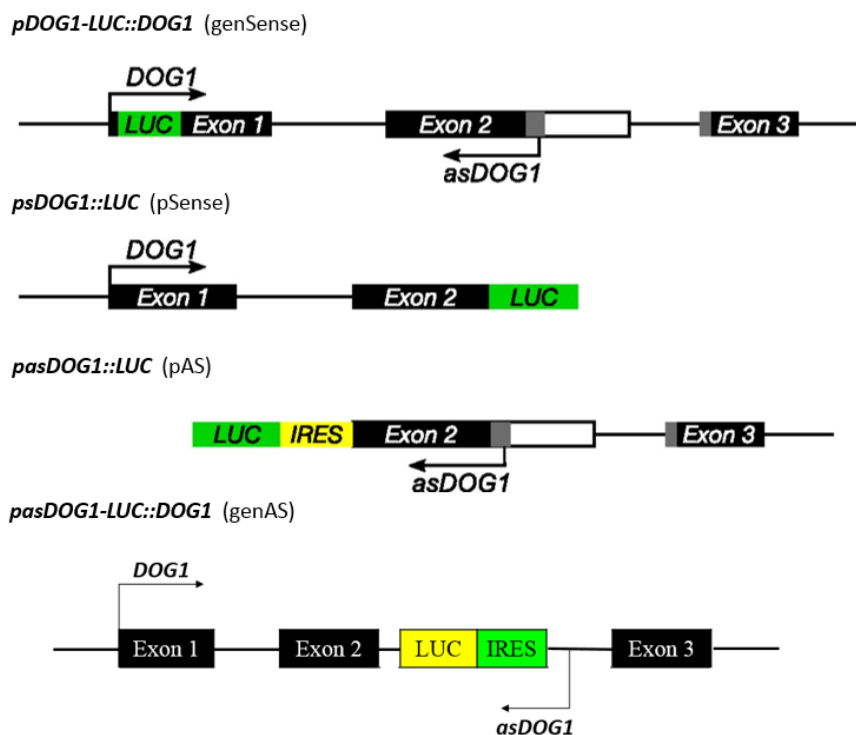 pDOG1-LUC::DOG1 (genSense)
DOG1
LUC Exon 1 Exon 2 Exon 3
asDOG1
psDOG1::LUC (pSense)
DOG1
Exon 1 Exon 2 LUC
pasDOG1::LUC (pAS)
LUC IRES Exon 2 Exon 3
asDOG1
pasDOG1-LUC::DOG1 (genAS)
DOG1
Exon 1 Exon 2 LUC IRES Exon 3
asDOG1